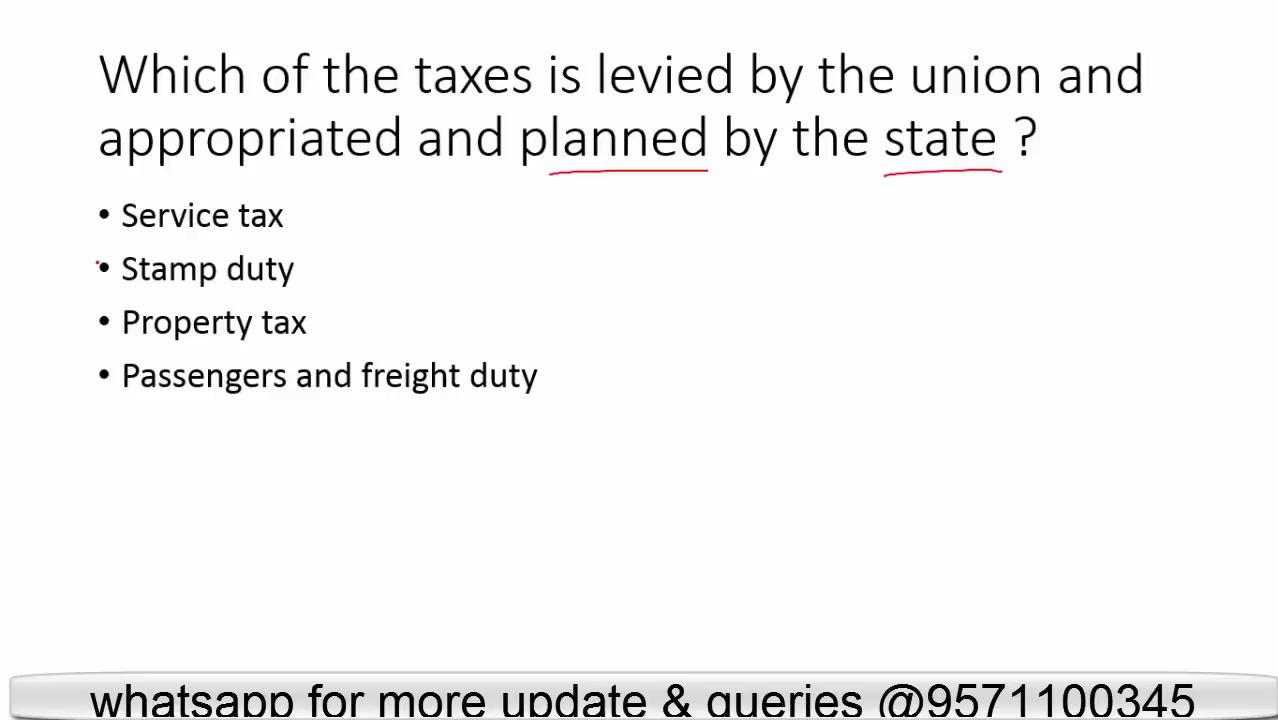 Which of the taxes is levied by the union and
appropriated and planned by the state ?
• Service tax
• Stamp duty
• Property tax
• Passengers and freight duty
whatsapp for more update & queries @9571100345